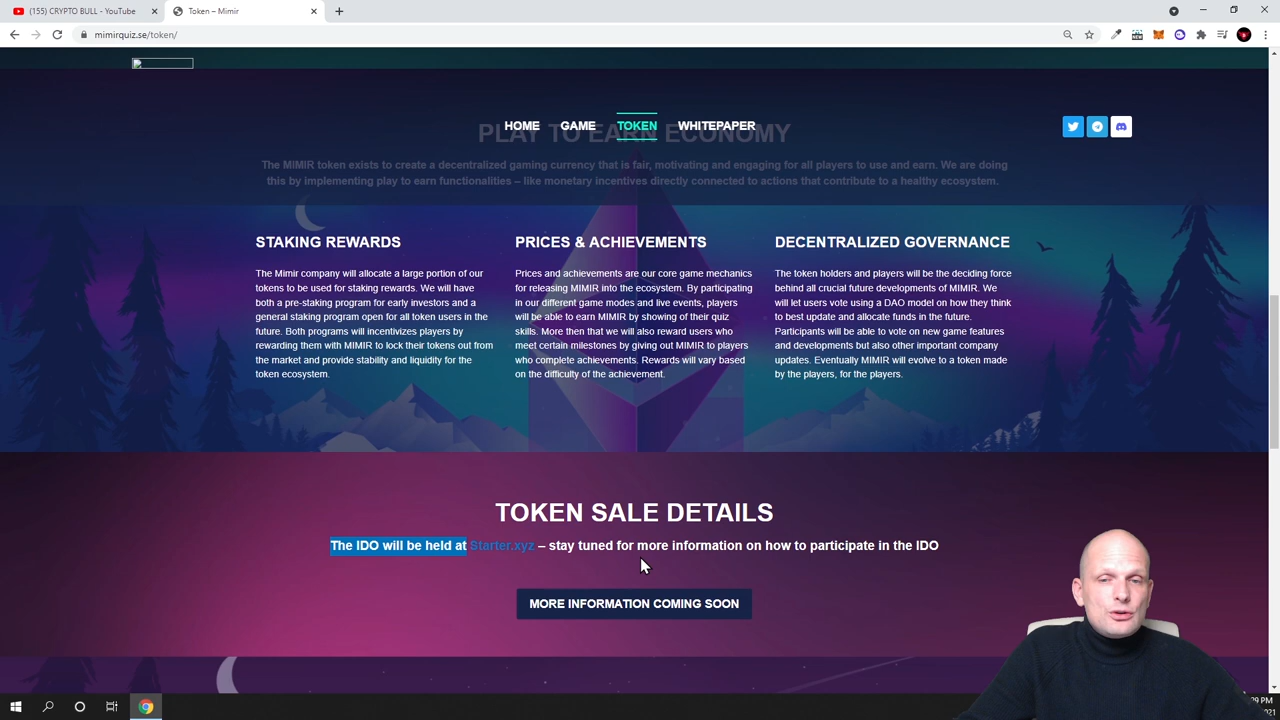 (155) CRYPTO BULL - YouTube
Token – Mimir
mimirquiz.se/token/
HOME GAME TOKEN WHITEPAPER
PLAY TO EARN ECONOMY
The MIMIR token exists to create a decentralized gaming currency that is fair, motivating and engaging for all players to use and earn. We are doing
this by implementing play to earn functionalities – like monetary incentives directly connected to actions that contribute to a healthy ecosystem.
STAKING REWARDS
The Mimir company will allocate a large portion of our
tokens to be used for staking rewards. We will have
both a pre-staking program for early investors and a
general staking program open for all token users in the
future. Both programs will incentivizes players by
rewarding them with MIMIR to lock their tokens out from
the market and provide stability and liquidity for the
token ecosystem.
PRICES & ACHIEVEMENTS
Prices and achievements are our core game mechanics
for releasing MIMIR into the ecosystem. By participating
in our different game modes and live events, players
will be able to earn MIMIR by showing of their quiz
skills. More then that we will also reward users who
meet certain milestones by giving out MIMIR to players
who complete achievements. Rewards will vary based
on the difficulty of the achievement.
DECENTRALIZED GOVERNANCE
The token holders and players will be the deciding force
behind all crucial future developments of MIMIR. We
will let users vote using a DAO model on how they think
to best update and allocate funds in the future.
Participants will be able to vote on new game features
and developments but also other important company
updates. Eventually MIMIR will evolve to a token made
by the players, for the players.
TOKEN SALE DETAILS
The IDO will be held at Starter.xyz – stay tuned for more information on how to participate in the IDO
MORE INFORMATION COMING SOON